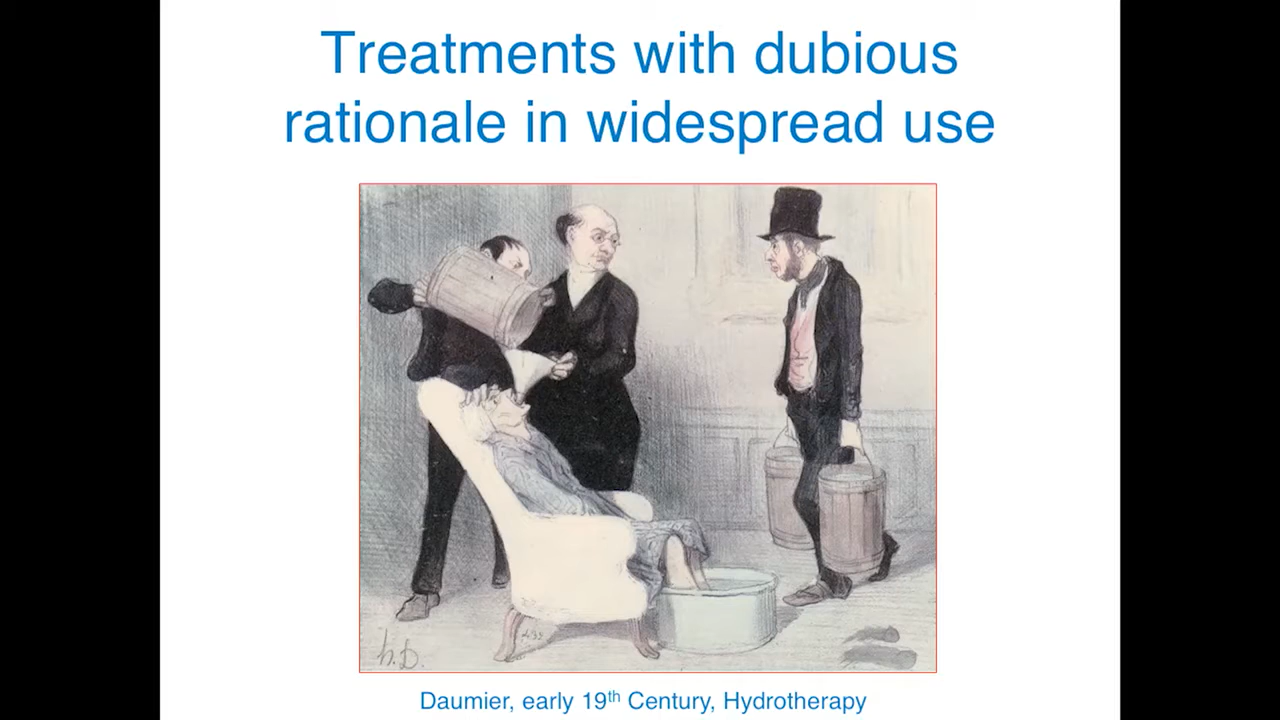 Treatments with dubious
rationale in widespread use
h.D.
Daumier, early 19th Century, Hydrotherapy